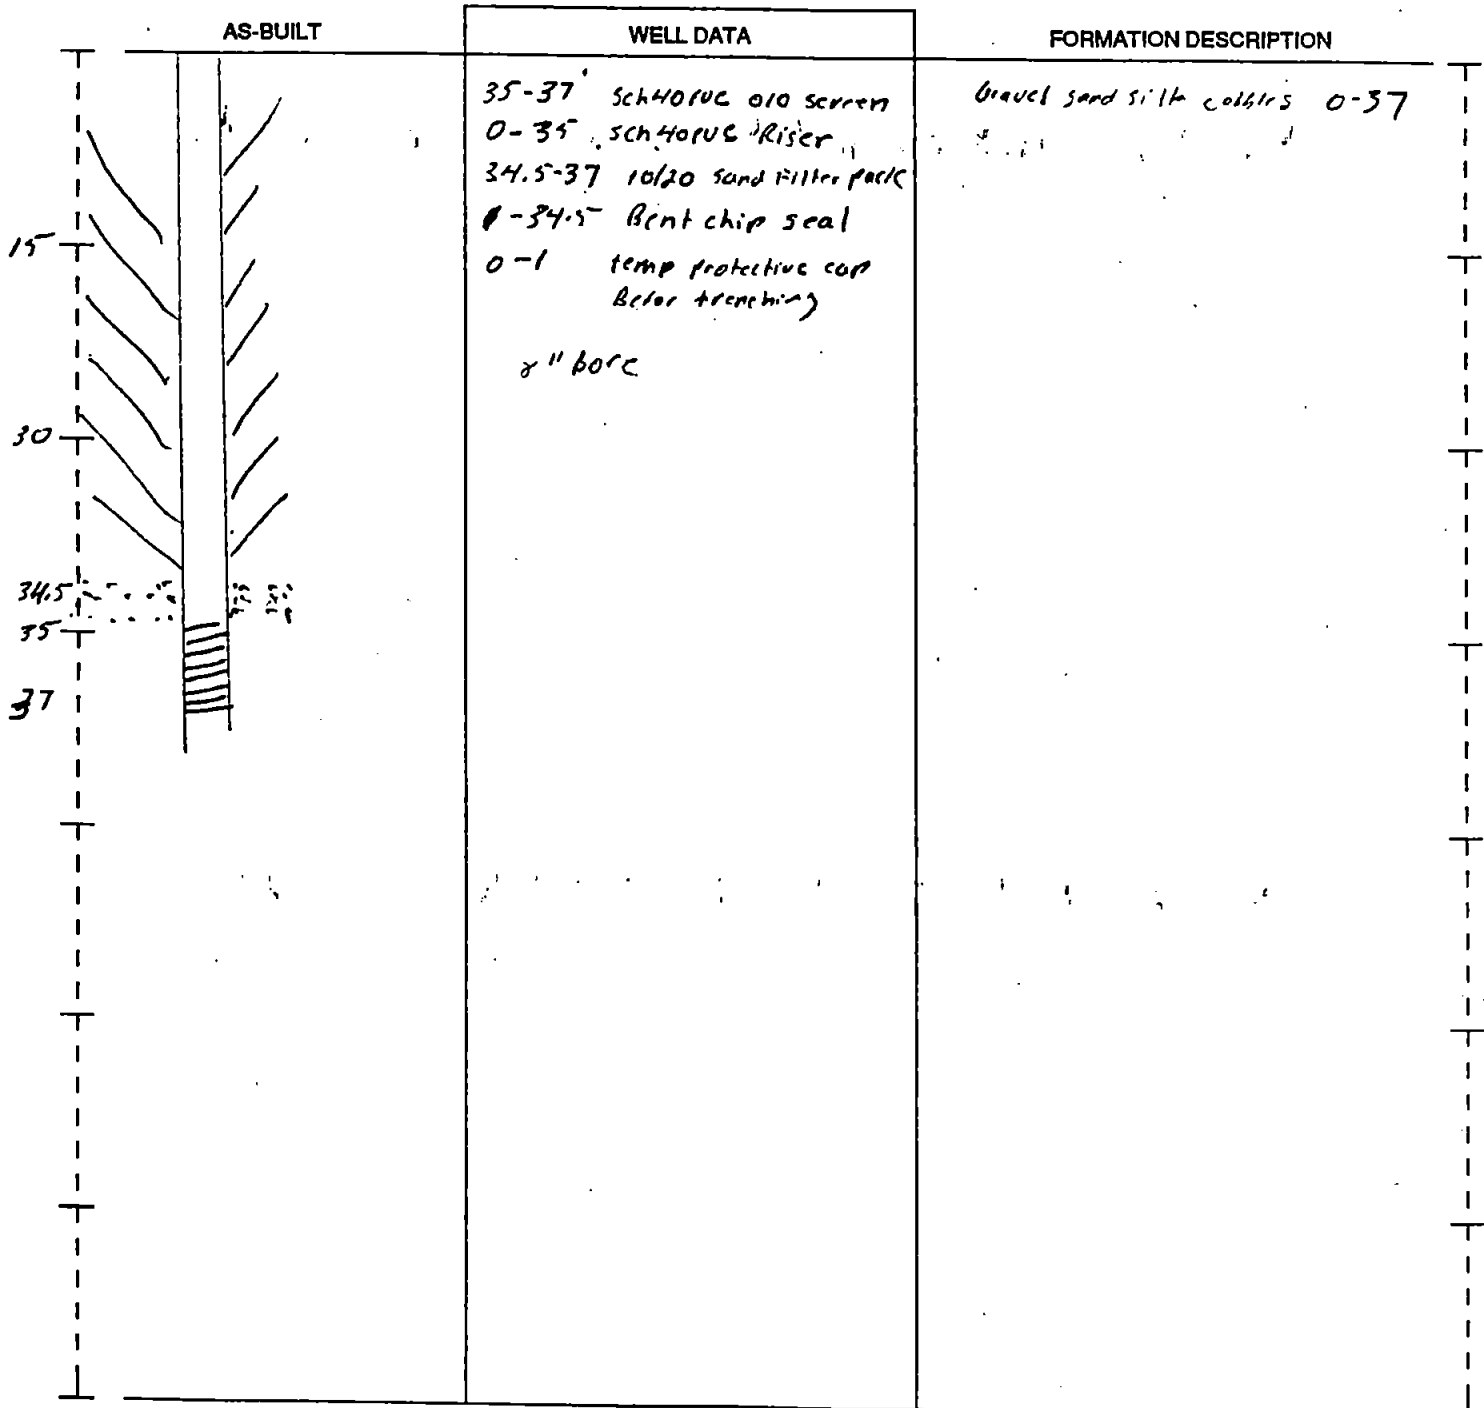 AS-BUILT
WELL DATA
FORMATION DESCRIPTION
35-37' sch40PVC 010 screen
0-35 sch40PVC Riser
34.5-37 10/20 sand Filter pack
-34.5 Bent chip seal
0-1 temp protective cap
Befor trenching
" bore
Gravel sand silt cobbles 0-37
15
30
34.5
35
37